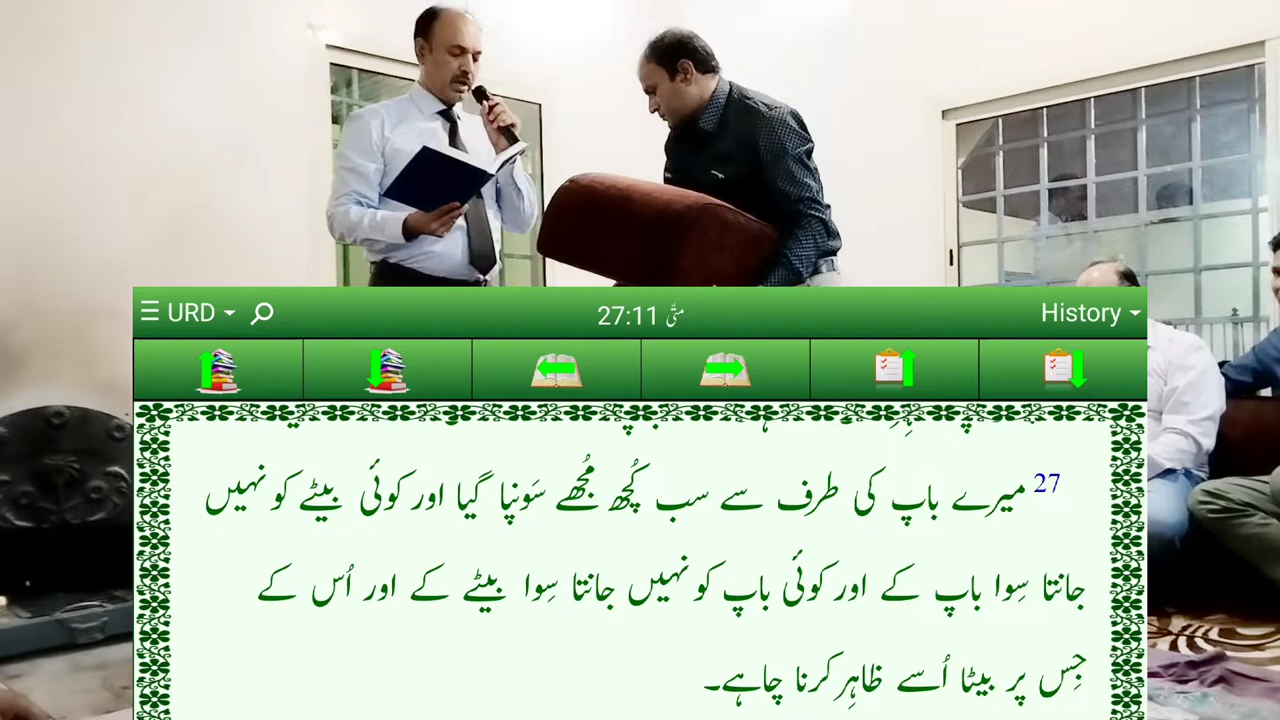 ☰ URD
متّی 27:11
History
27 میرے باپ کی طرف سے سب کُچھ مُجھے سَونپا گیا اور کوئی بیٹے کو نہیں
جانتا سِوا باپ کے اور کوئی باپ کو نہیں جانتا سِوا بیٹے کے اور اُس کے
جِس پر بیٹا اُسے ظاہِر کرنا چاہے۔